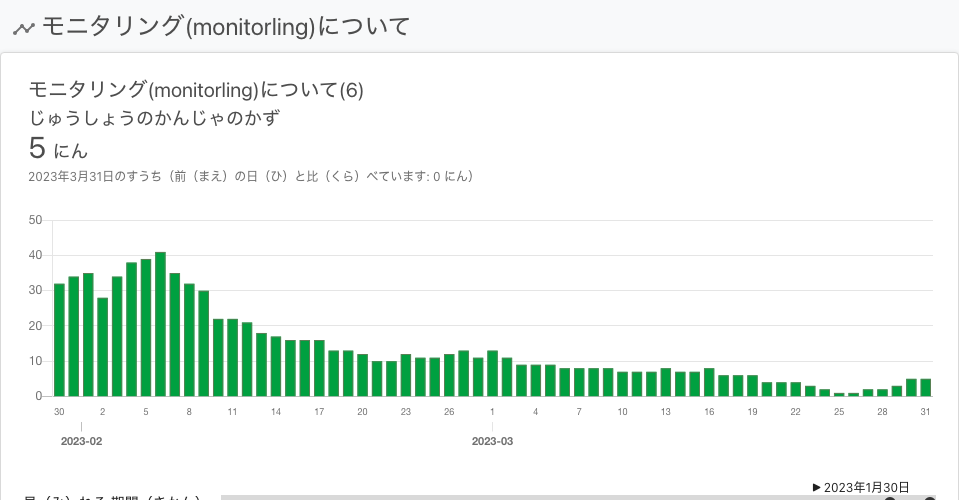 モニタリング(monitorling)について
モニタリング(monitorling)について(6)
じゅうしょうのかんじゃのかず
5 にん
2023年3月31日のすうち（前（まえ）の日（ひ）と比（くら）べています: 0 にん）
50
40
30
20
10
0
30 2 5 8 11 14 17 20 23 26 1 4 7 10 13 16 19 22 25 28 31
2023-02 2023-03
▶ 2023年1月30日